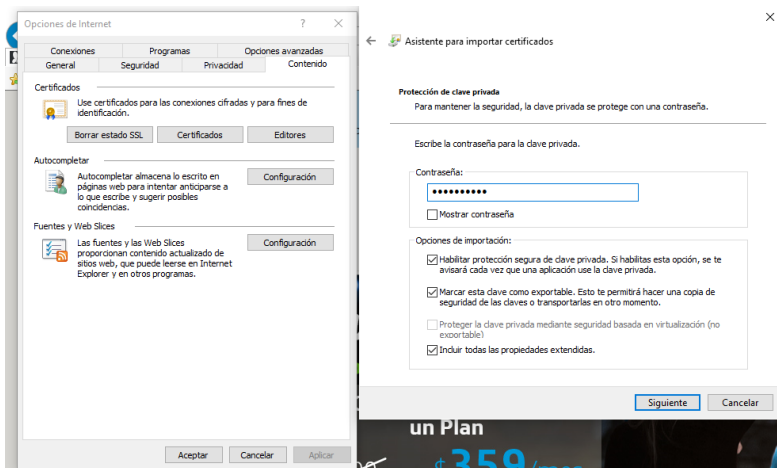 Opciones de Internet
Conexiones Programas Opciones avanzadas
General Seguridad Privacidad Contenido
Certificados
Use certificados para las conexiones cifradas y para fines de
identificación.
Borrar estado SSL Certificados Editores
Autocompletar
Autocompletar almacena lo escrito en
páginas web para intentar anticiparse a
lo que escribe y sugerir posibles
coincidencias.
Configuración
Fuentes y Web Slices
Las fuentes y las Web Slices
proporcionan contenido actualizado de
sitios web, que puede leerse en Internet
Explorer y en otros programas.
Configuración
Aceptar Cancelar Aplicar
Asistente para importar certificados
Protección de clave privada
Para mantener la seguridad, la clave privada se protege con una contraseña.
Escribe la contraseña para la clave privada.
Contraseña:
••••••••••
Mostrar contraseña
Opciones de importación:
Habilitar protección segura de clave privada. Si habilitas esta opción, se te
avisará cada vez que una aplicación use la clave privada.
Marcar esta clave como exportable. Esto te permitirá hacer una copia de
seguridad de las claves o transportarlas en otro momento.
Proteger la clave privada mediante seguridad basada en virtualización (no
exportable)
Incluir todas las propiedades extendidas.
Siguiente Cancelar
un Plan
$359/mes